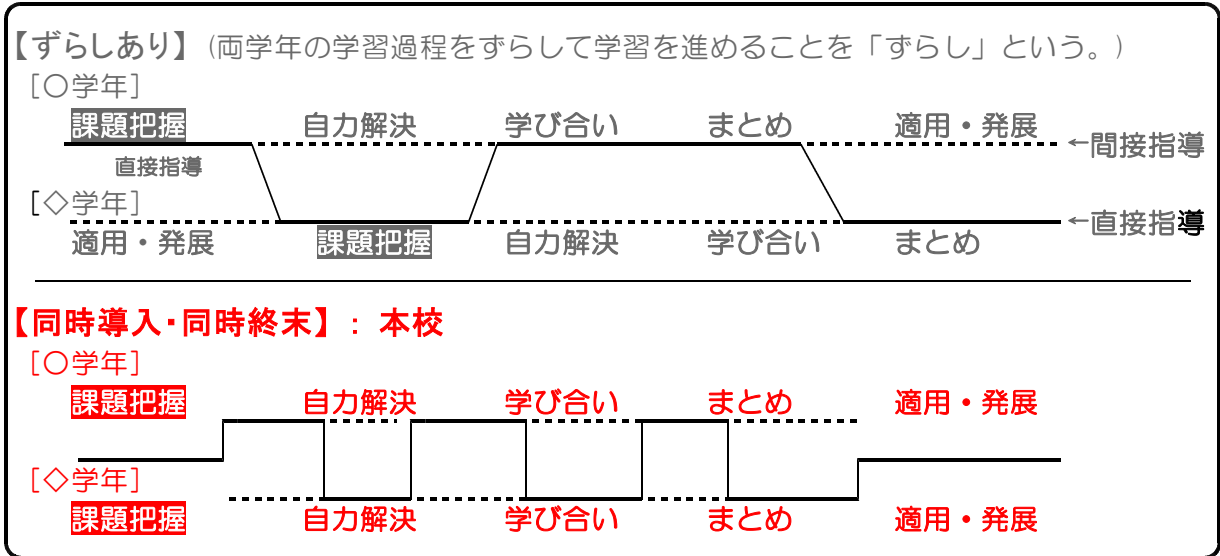 【ずらしあり】(両学年の学習過程をずらして学習を進めることを「ずらし」という。)
[〇学年]
課題把握 自力解決 学び合い まとめ 適用・発展
←間接指導
直接指導
[◇学年]
←直接指導
適用・発展 課題把握 自力解決 学び合い まとめ
【同時導入・同時終末】：本校
[〇学年]
課題把握 自力解決 学び合い まとめ 適用・発展
[◇学年]
課題把握 自力解決 学び合い まとめ 適用・発展